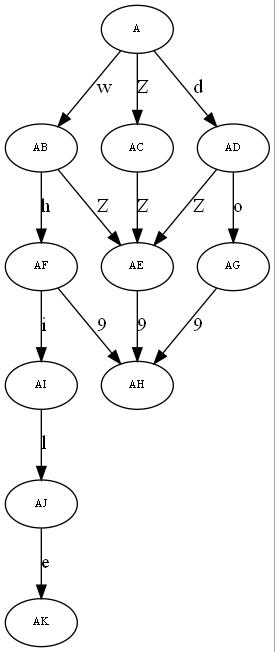 A
w Z d
AB AC AD
h Z Z Z o
AF AE AG
i 9 9 9
AI AH
l
AJ
e
AK